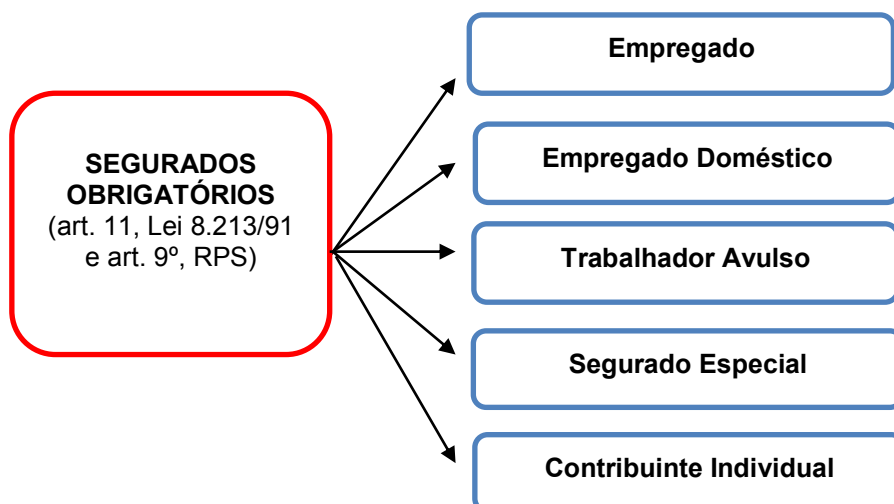 SEGURADOS
OBRIGATÓRIOS
(art. 11, Lei 8.213/91
e art. 9º, RPS)
Empregado
Empregado Doméstico
Trabalhador Avulso
Segurado Especial
Contribuinte Individual